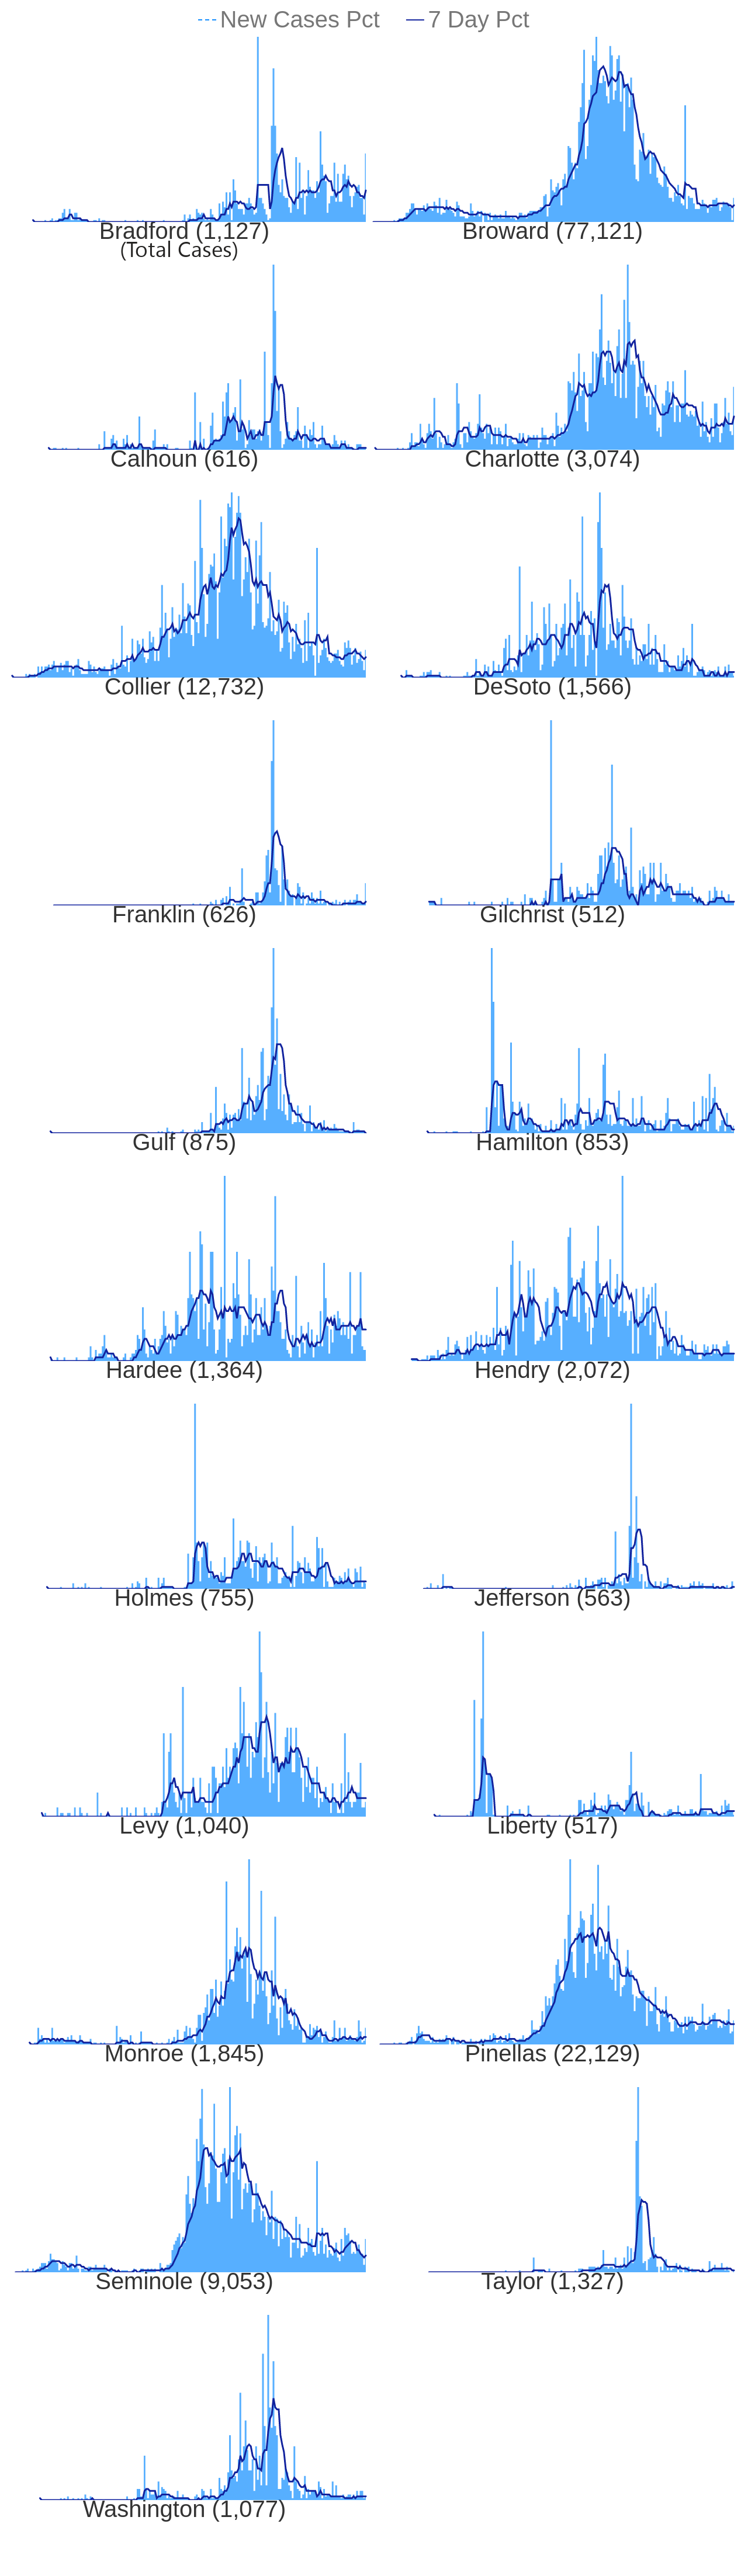 New Cases Pct 7 Day Pct
Bradford (1,127) Broward (77,121)
(Total Cases)
Calhoun (616) Charlotte (3,074)
Collier (12,732) DeSoto (1,566)
Franklin (626) Gilchrist (512)
Gulf (875) Hamilton (853)
Hardee (1,364) Hendry (2,072)
Holmes (755) Jefferson (563)
Levy (1,040) Liberty (517)
Monroe (1,845) Pinellas (22,129)
Seminole (9,053) Taylor (1,327)
Washington (1,077)